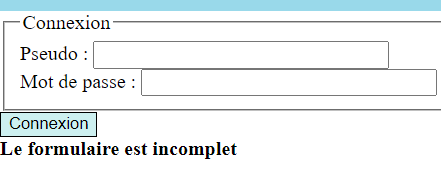 Connexion
Pseudo :
Mot de passe :
Connexion
Le formulaire est incomplet